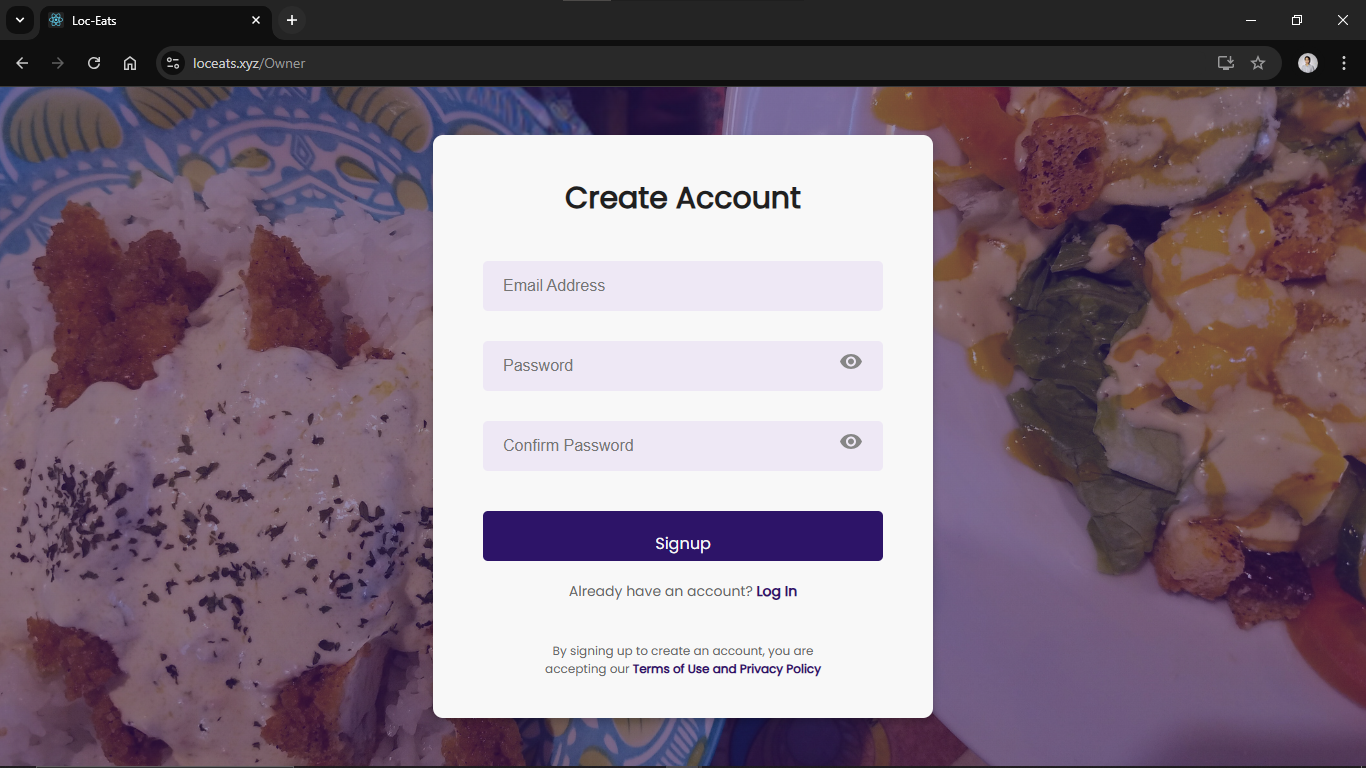 Loc-Eats
loceats.xyz/Owner
Create Account
Email Address
Password
Confirm Password
Signup
Already have an account? Log In
By signing up to create an account, you are
accepting our Terms of Use and Privacy Policy